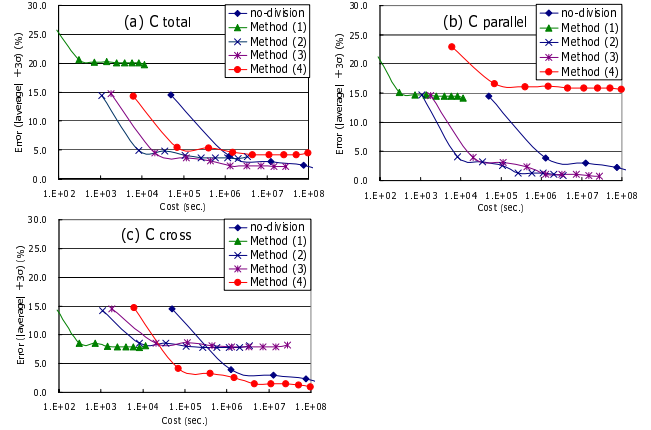 (a) C total
no-division
Method (1)
Method (2)
Method (3)
Method (4)
Error (|average| +3σ) (%)
30.0
25.0
20.0
15.0
10.0
5.0
0.0
1.E+02 1.E+03 1.E+04 1.E+05 1.E+06 1.E+07 1.E+08
Cost (sec.)
(b) C parallel
no-division
Method (1)
Method (2)
Method (3)
Method (4)
Error (|average| +3σ) (%)
30.0
25.0
20.0
15.0
10.0
5.0
0.0
1.E+02 1.E+03 1.E+04 1.E+05 1.E+06 1.E+07 1.E+08
Cost (sec.)
(c) C cross
no-division
Method (1)
Method (2)
Method (3)
Method (4)
Error (|average| +3σ) (%)
30.0
25.0
20.0
15.0
10.0
5.0
0.0
1.E+02 1.E+03 1.E+04 1.E+05 1.E+06 1.E+07 1.E+08
Cost (sec.)